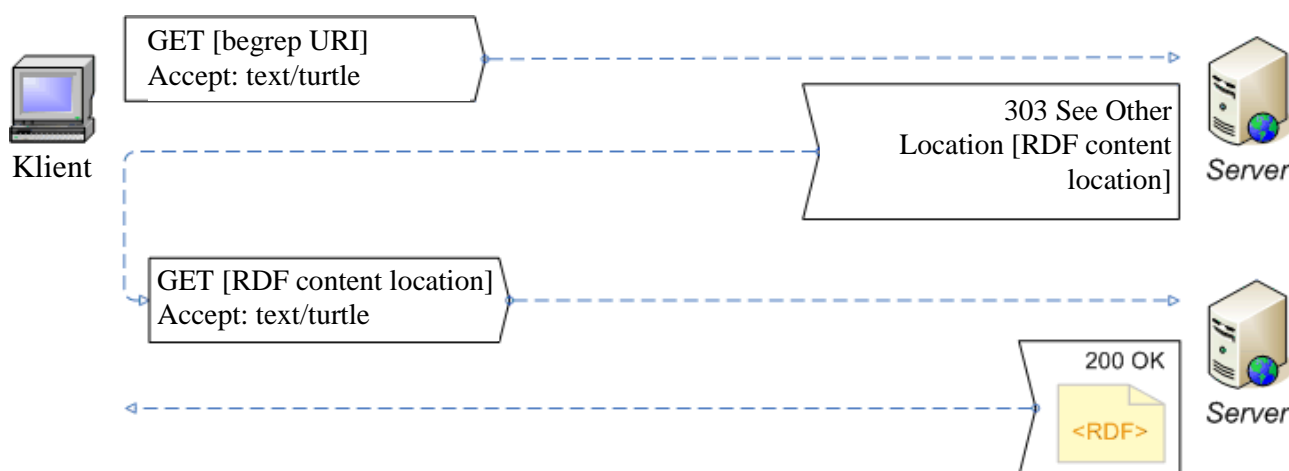 GET [begrep URI]
Accept: text/turtle
Klient
303 See Other
Location [RDF content
location]
Server
GET [RDF content location]
Accept: text/turtle
200 OK
<RDF>
Server